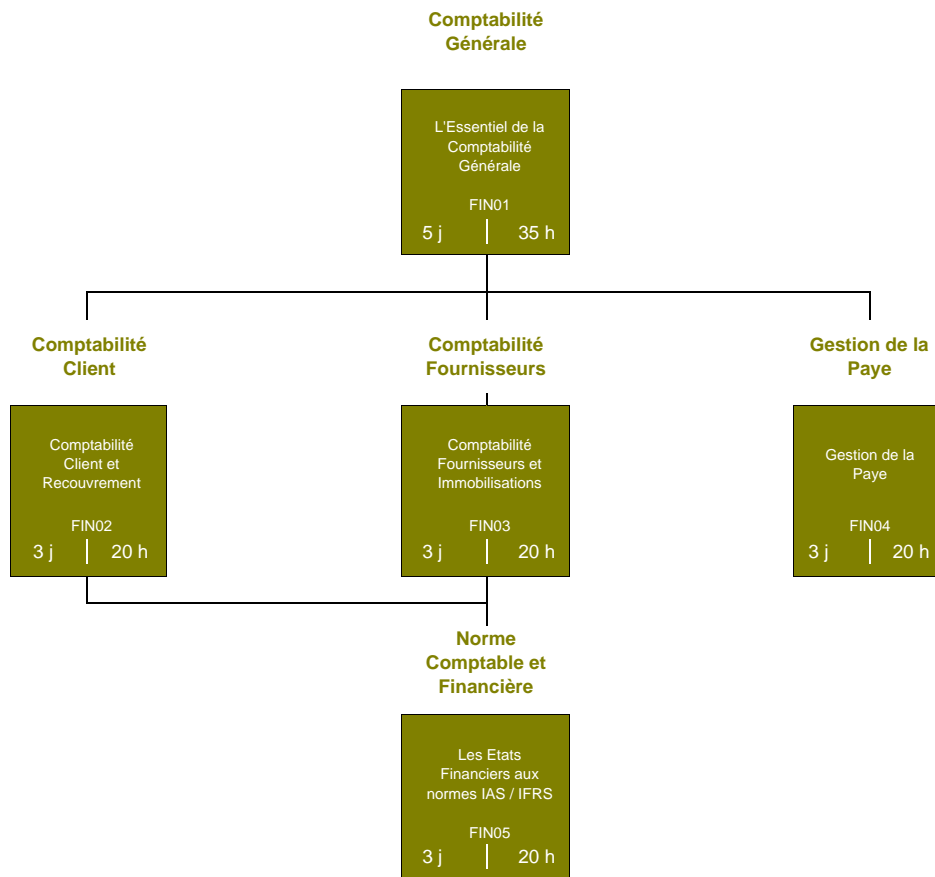 Comptabilité
Générale
L'Essentiel de la
Comptabilité
Générale
FIN01
5 j 35 h
Comptabilité
Client
Comptabilité
Fournisseurs
Gestion de la
Paye
Comptabilité
Client et
Recouvrement
FIN02
3 j 20 h
Comptabilité
Fournisseurs et
Immobilisations
FIN03
3 j 20 h
Gestion de la
Paye
FIN04
3 j 20 h
Norme
Comptable et
Financière
Les Etats
Financiers aux
normes IAS / IFRS
FIN05
3 j 20 h